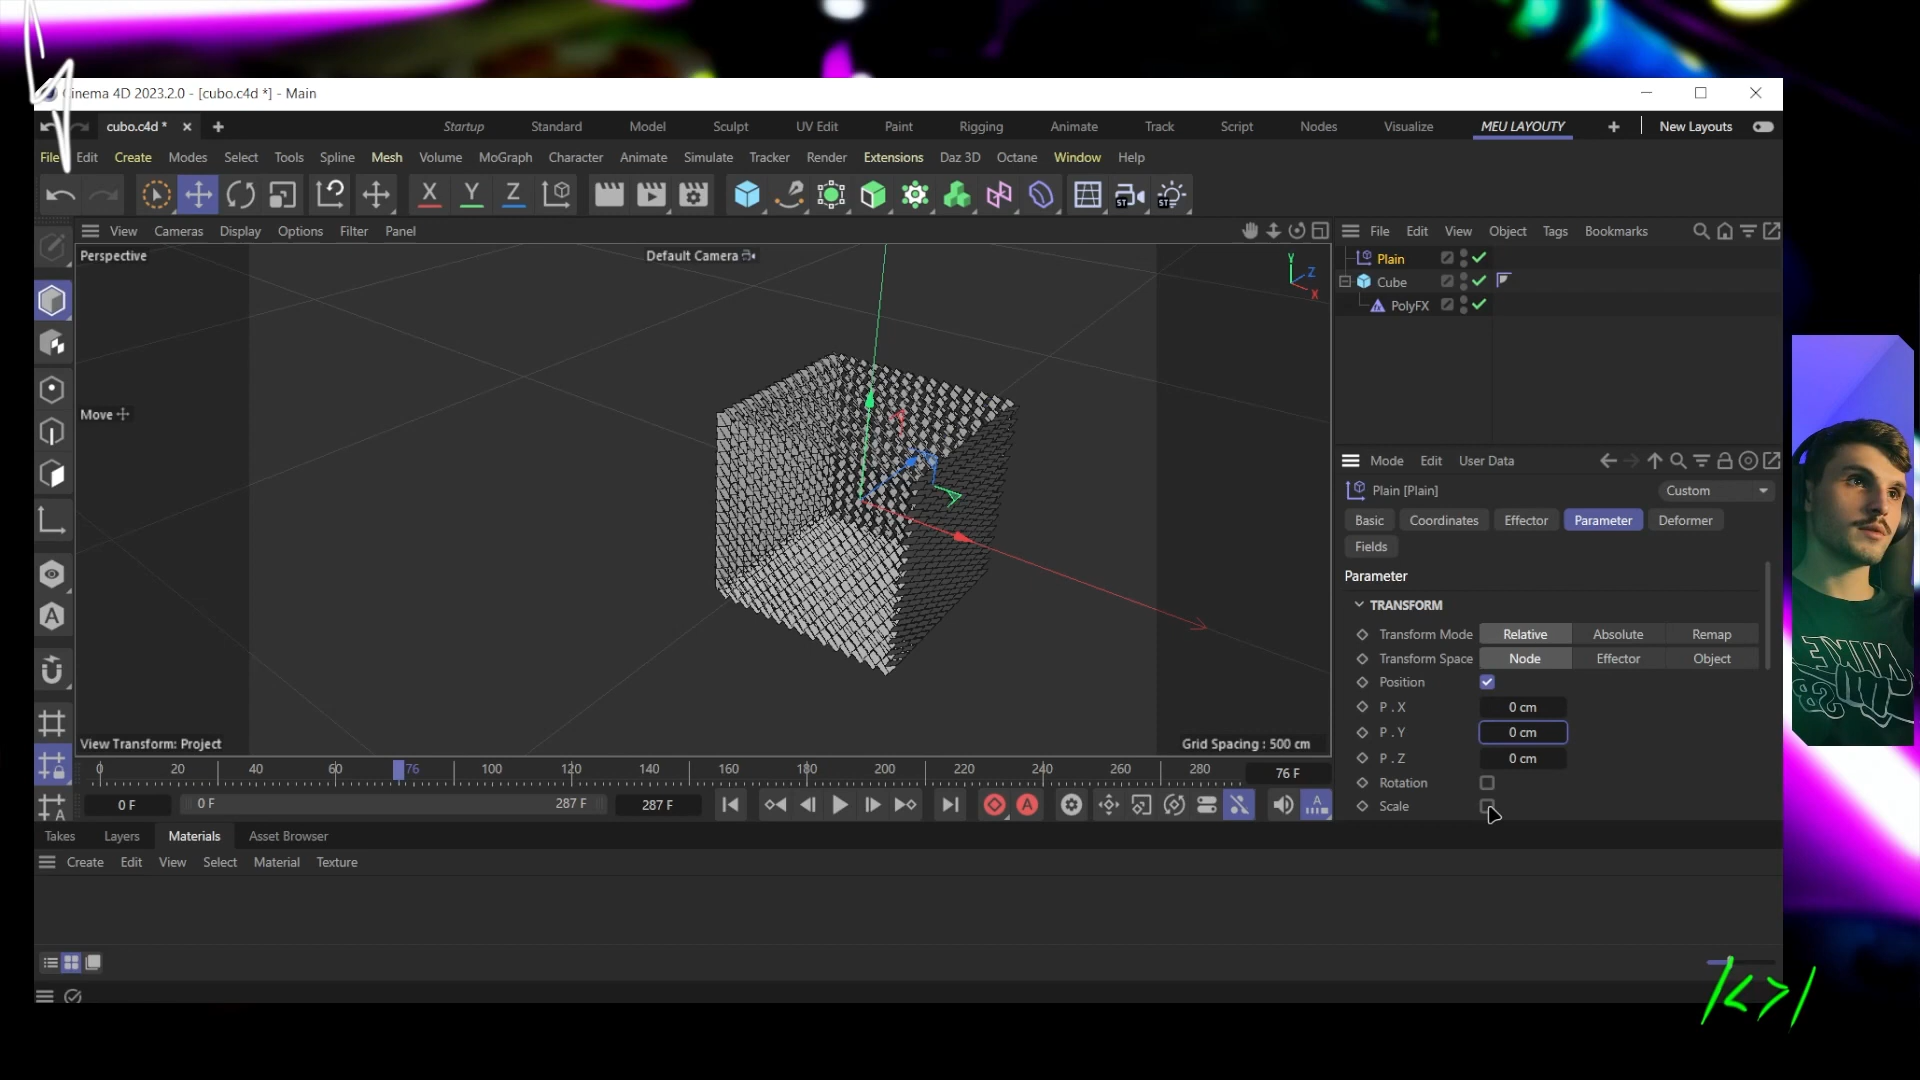 Cinema 4D 2023.2.0 - [cubo.c4d *] - Main
cubo.c4d *
Startup Standard Model Sculpt UV Edit Paint Rigging Animate Track Script Nodes Visualize MEU LAYOUTY New Layouts
File Edit Create Modes Select Tools Spline Mesh Volume MoGraph Character Animate Simulate Tracker Render Extensions Daz 3D Octane Window Help
X Y Z ST ST
View Cameras Display Options Filter Panel
File Edit View Object Tags Bookmarks
Perspective
Default Camera
Y
Z
X
Plain
Cube
PolyFX
Move
Mode Edit User Data
Plain [Plain]
Custom
Basic Coordinates Effector Parameter Deformer
Fields
Parameter
TRANSFORM
Transform Mode Relative Absolute Remap
Transform Space Node Effector Object
Position
P . X 0 cm
P . Y 0 cm
P . Z 0 cm
Rotation
Scale
View Transform: Project
Grid Spacing : 500 cm
0 20 40 60 76 100 120 140 160 180 200 220 240 260 280 76 F
0 F 0 F 287 F 287 F
Takes Layers Materials Asset Browser
Create Edit View Select Material Texture
NIKE